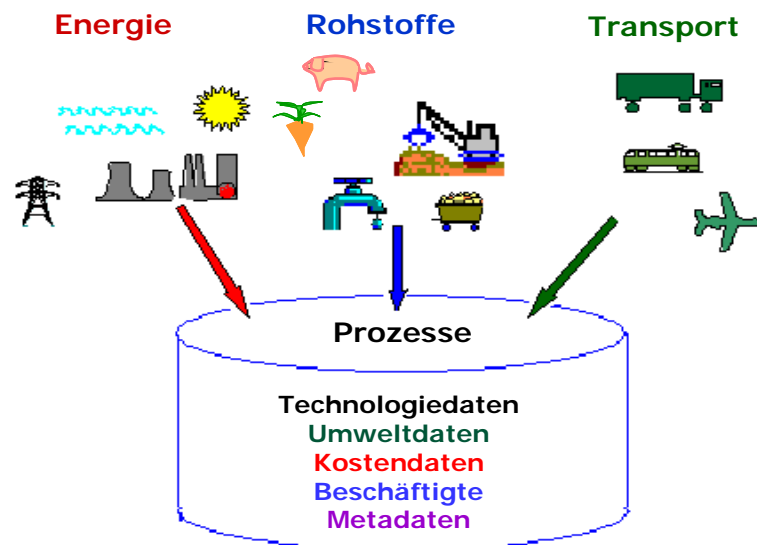 Energie
Rohstoffe
Transport
Prozesse
Technologiedaten
Umweltdaten
Kostendaten
Beschäftigte
Metadaten